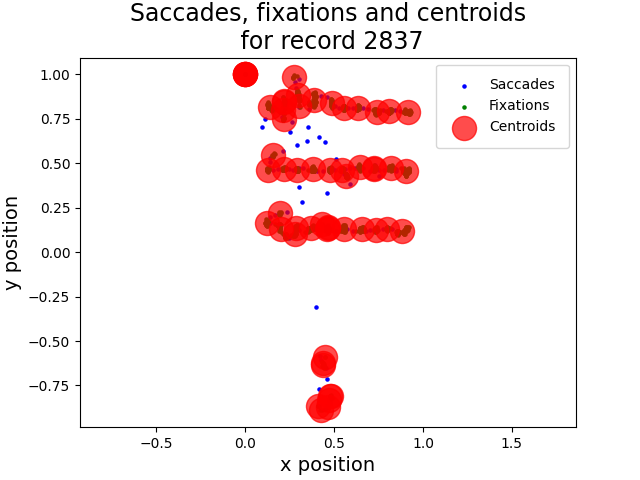 Saccades, fixations and centroids
for record 2837
Saccades
Fixations
Centroids
1.00
0.75
0.50
0.25
0.00
−0.25
−0.50
−0.75
y position
−0.5
0.0
0.5
1.0
1.5
x position